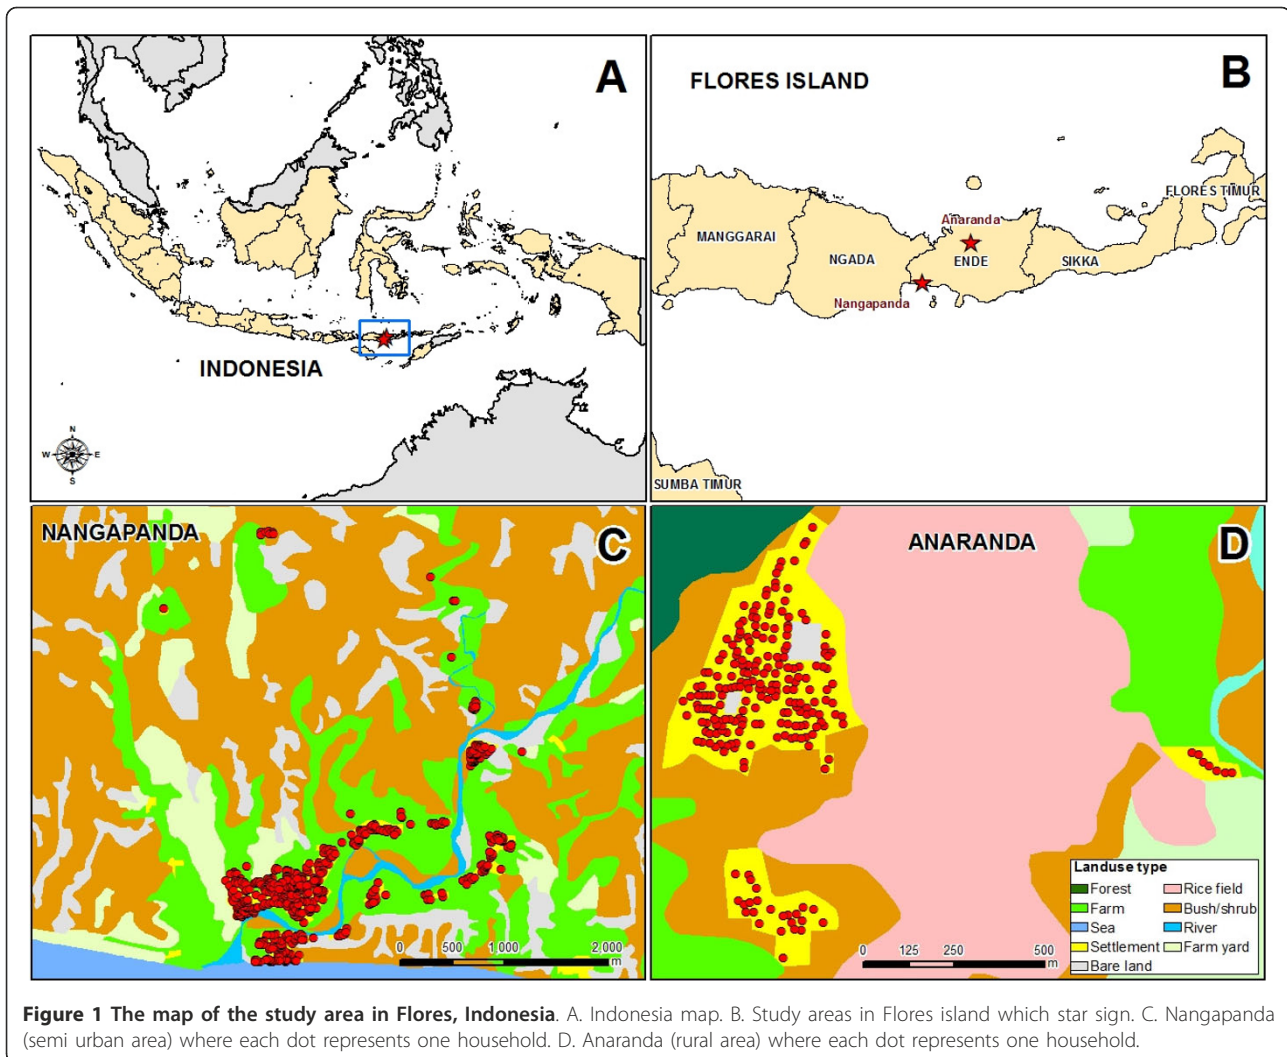 A
INDONESIA
N
W E
S
B
FLORES ISLAND
FLORES TIMUR
Anaranda
MANGGARAI
NGADA
ENDE
SIKKA
Nangapanda
SUMBA TIMUR
NANGAPANDA
C
0 500 1 000 2 000
m
ANARANDA
D
Landuse type
Forest Rice field
Farm Bush/shrub
Sea River
Settlement Farm yard
Bare land
0 125 250 500
m
Figure 1 The map of the study area in Flores, Indonesia. A. Indonesia map. B. Study areas in Flores island which star sign. C. Nangapanda
(semi urban area) where each dot represents one household. D. Anaranda (rural area) where each dot represents one household.